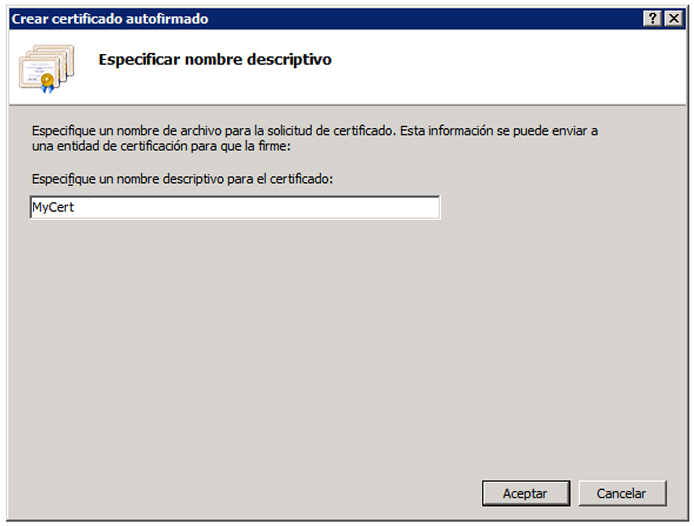 Crear certificado autofirmado
Especificar nombre descriptivo
Especifique un nombre de archivo para la solicitud de certificado. Esta información se puede enviar a
una entidad de certificación para que la firme:
Especifique un nombre descriptivo para el certificado:
MyCert
Aceptar
Cancelar